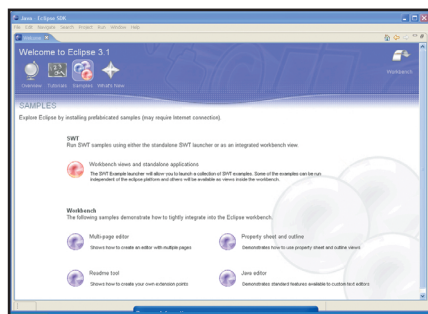 Java - Eclipse SDK
File Edit Navigate Search Project Run Window Help
Welcome
Welcome to Eclipse 3.1
Overview Tutorials Samples What's New
Workbench
SAMPLES
Explore Eclipse by installing prefabricated samples (may require Internet connection)
SWT
Run SWT samples using either the standalone SWT launcher or as an integrated workbench view.
Workbench views and standalone applications
The SWT Example launcher will allow you to launch a collection of SWT examples. Some of the examples can be run
independent of the eclipse platform and others will be available as views inside the workbench.
Workbench
The following samples demonstrate how to tightly integrate into the Eclipse workbench.
Multi-page editor
Shows how to create an editor with multiple pages
Property sheet and outline
Demonstrates how to use property sheet and outline views
Readme tool
Shows how to create your own extension points
Java editor
Demonstrates standard features available to custom text editors